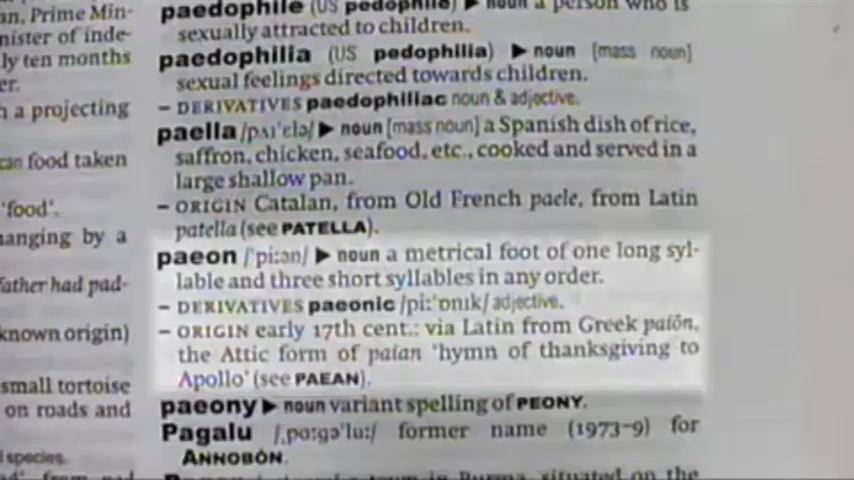 an, Prime Min-
nister of inde-
ly ten months
er.
h a projecting
can food taken
'food'.
hanging by a
father had pad-
known origin)
small tortoise
on roads and
species.
paedophile (US pedophile) ▶ noun a person who is
sexually attracted to children.
paedophilia (US pedophilia) ▶ noun [mass noun]
sexual feelings directed towards children.
– DERIVATIVES paedophiliac noun & adjective.
paella /pʌɪˈɛlə/ ▶ noun [mass noun] a Spanish dish of rice,
saffron, chicken, seafood, etc., cooked and served in a
large shallow pan.
– ORIGIN Catalan, from Old French paele, from Latin
patella (see PATELLA).
paeon /ˈpiːən/ ▶ noun a metrical foot of one long syl-
lable and three short syllables in any order.
– DERIVATIVES paeonic /piːˈɒnɪk/ adjective.
– ORIGIN early 17th cent.: via Latin from Greek paiōn,
the Attic form of paian 'hymn of thanksgiving to
Apollo' (see PAEAN).
paeony ▶ noun variant spelling of PEONY.
Pagalu /ˌpɑːɡəˈluː/ former name (1973–9) for
ANNOBÓN.
in Burma, situated on the